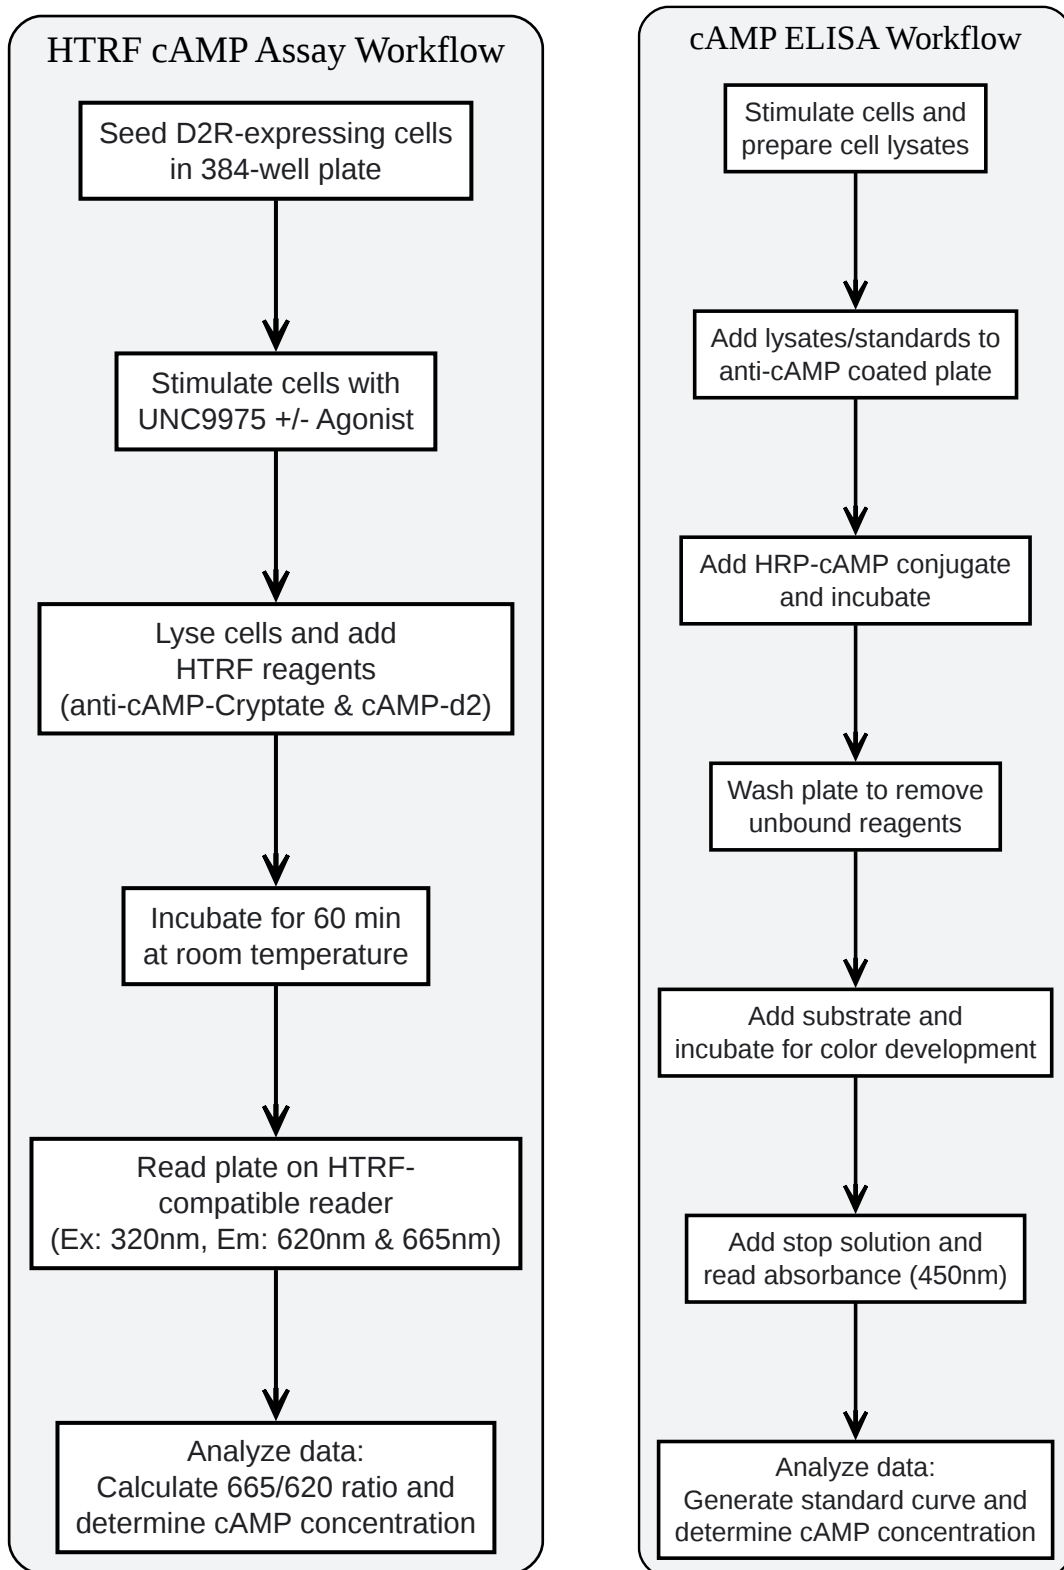 HTRF cAMP Assay Workflow
Seed D2R-expressing cells
in 384-well plate
Stimulate cells with
UNC9975 +/- Agonist
Lyse cells and add
HTRF reagents
(anti-cAMP-Cryptate & cAMP-d2)
Incubate for 60 min
at room temperature
Read plate on HTRF-
compatible reader
(Ex: 320nm, Em: 620nm & 665nm)
Analyze data:
Calculate 665/620 ratio and
determine cAMP concentration
cAMP ELISA Workflow
Stimulate cells and
prepare cell lysates
Add lysates/standards to
anti-cAMP coated plate
Add HRP-cAMP conjugate
and incubate
Wash plate to remove
unbound reagents
Add substrate and
incubate for color development
Add stop solution and
read absorbance (450nm)
Analyze data:
Generate standard curve and
determine cAMP concentration